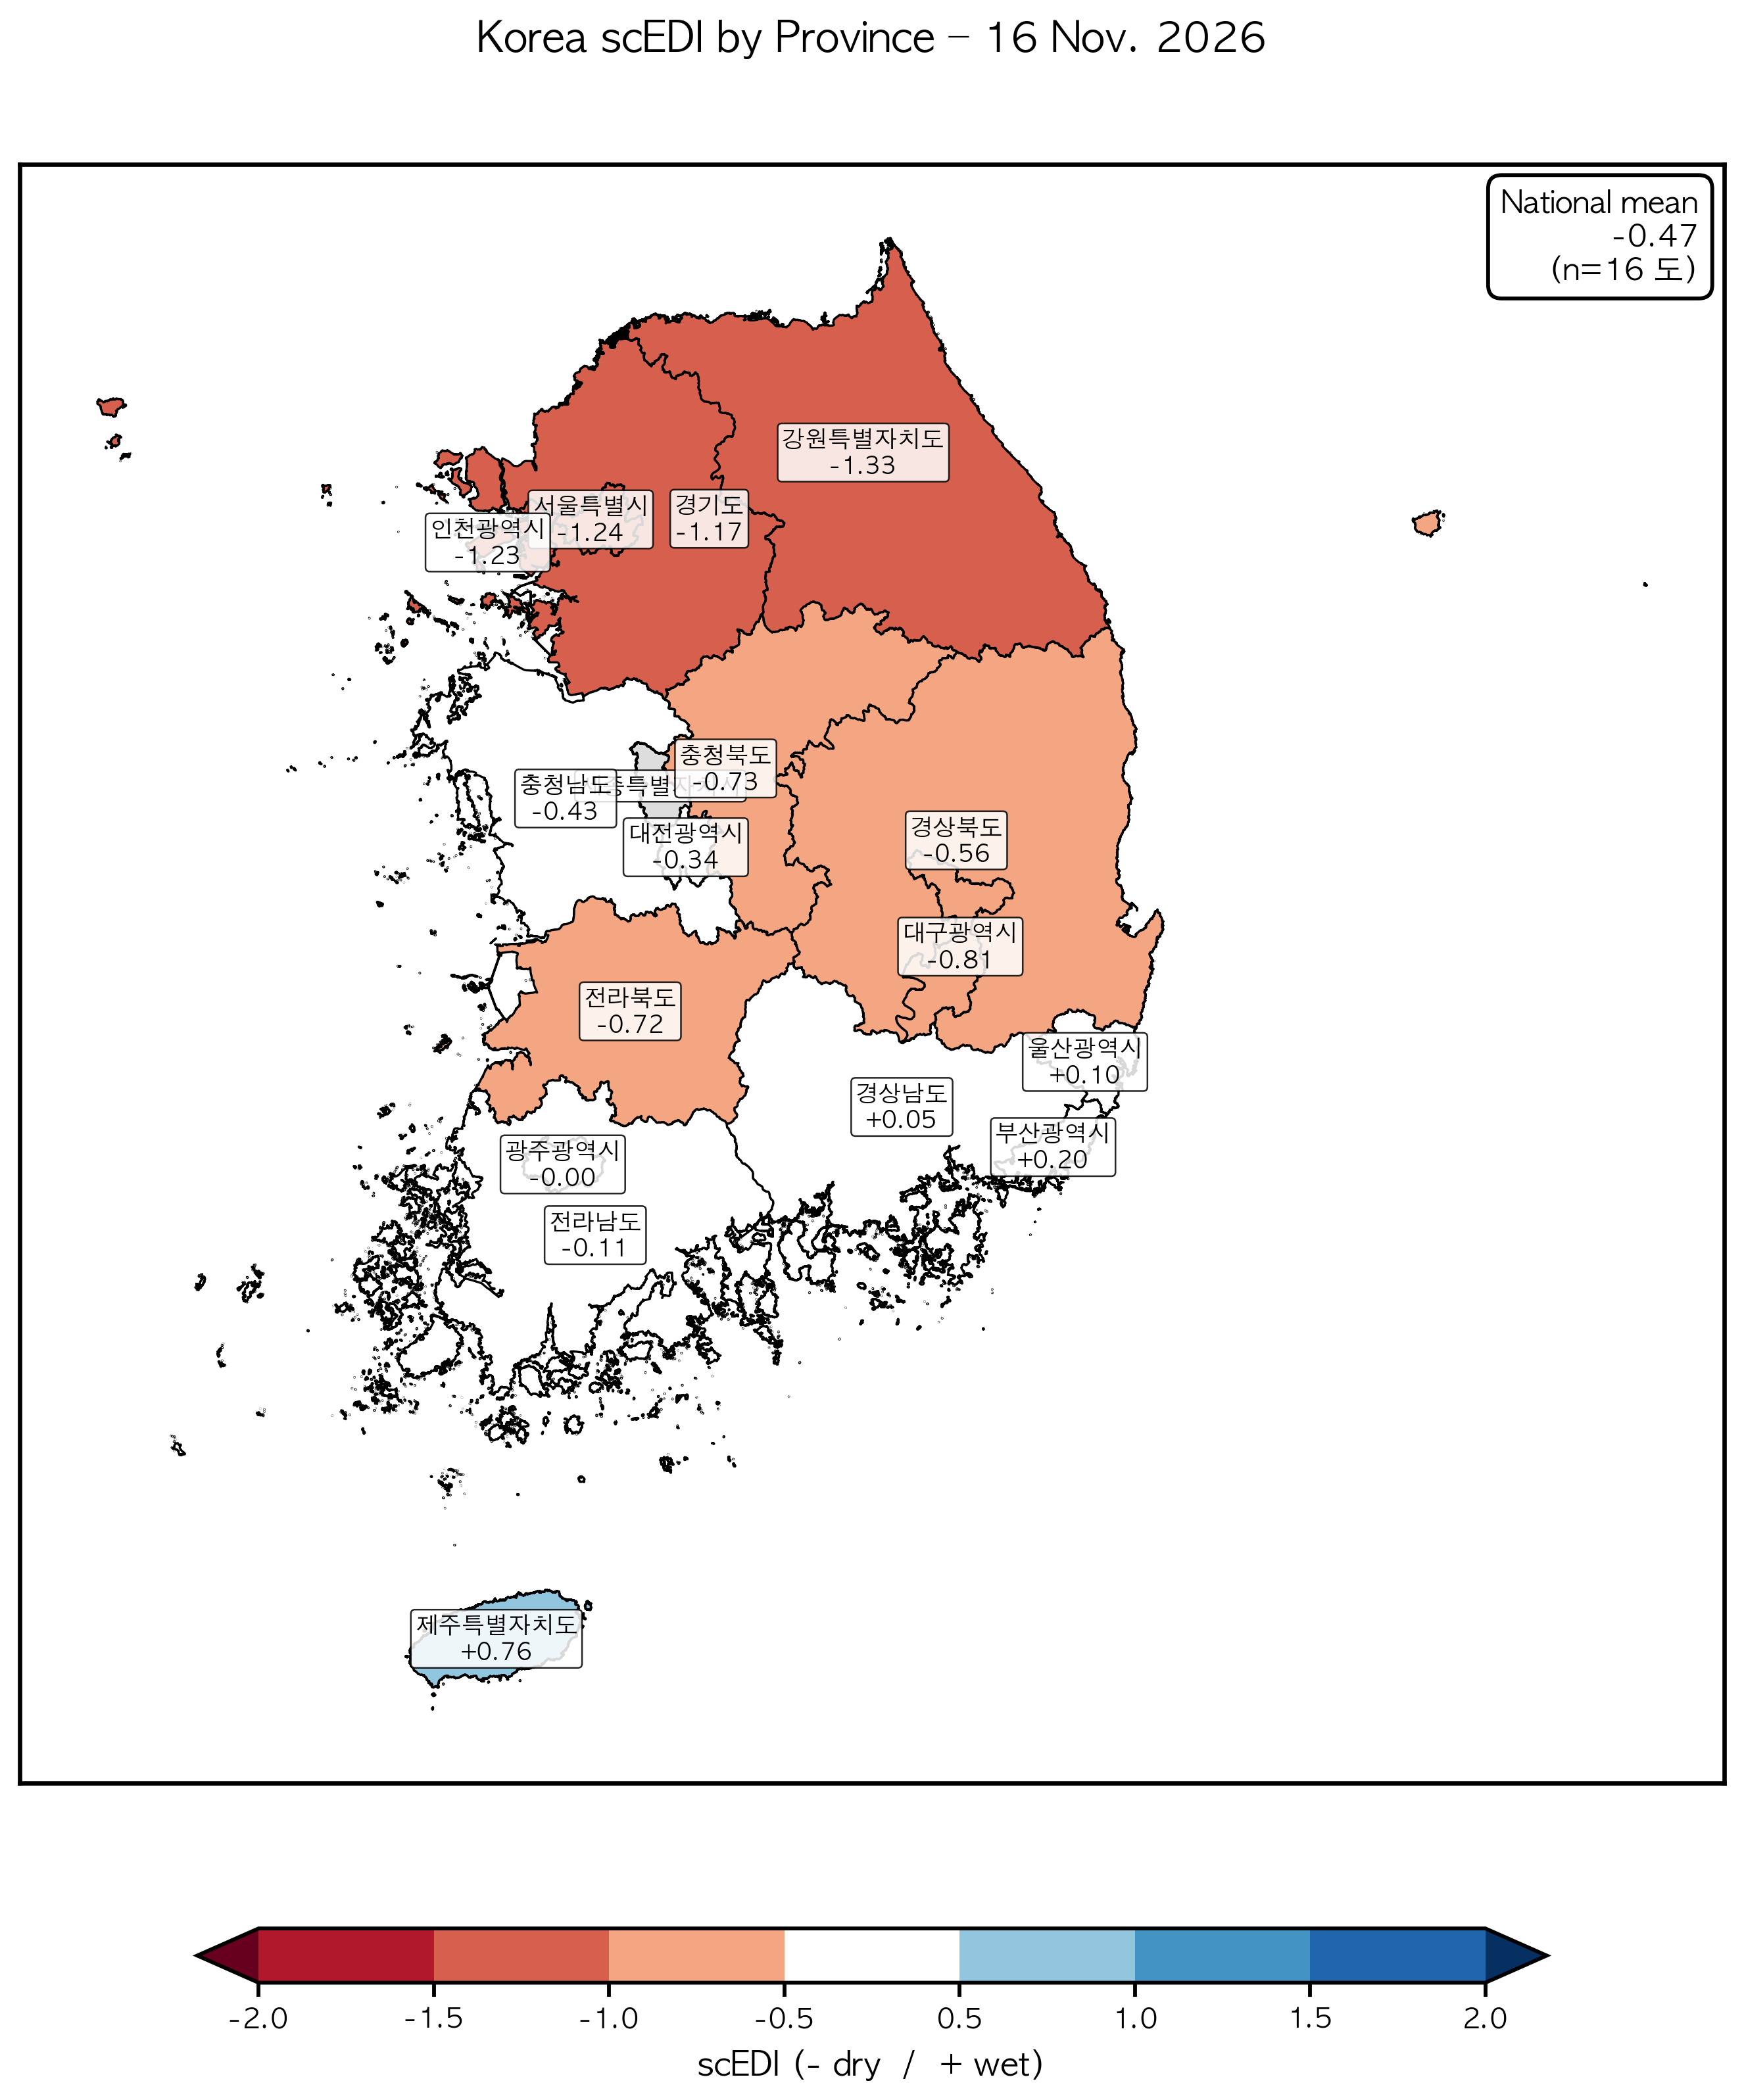 Korea scEDI by Province – 16 Nov. 2026
National mean
-0.47
(n=16 도)
강원특별자치도
-1.33
서울특별시
-1.24
경기도
-1.17
인천광역시
-1.23
충청북도
-0.73
충청남도
-0.43
대전광역시
-0.34
경상북도
-0.56
대구광역시
-0.81
전라북도
-0.72
울산광역시
+0.10
경상남도
+0.05
부산광역시
+0.20
광주광역시
-0.00
전라남도
-0.11
제주특별자치도
+0.76
-2.0 -1.5 -1.0 -0.5 0.5 1.0 1.5 2.0
scEDI (- dry / + wet)